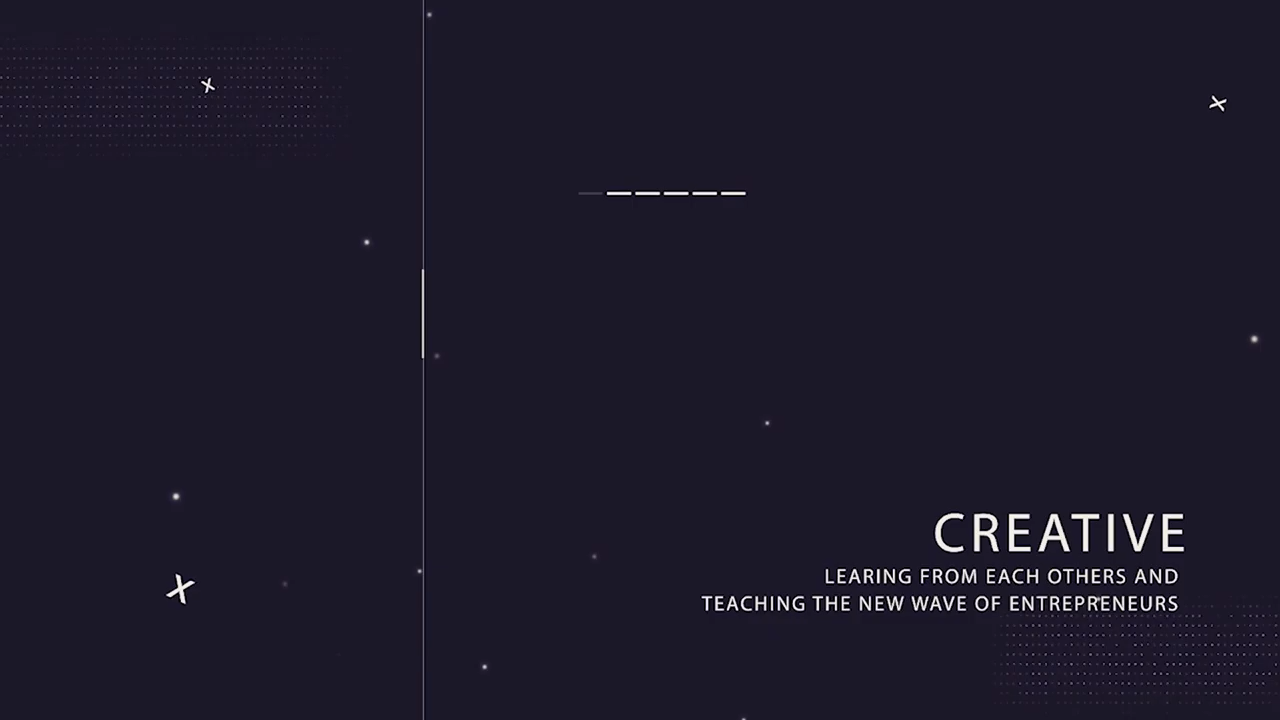 CREATIVE
LEARING FROM EACH OTHERS AND
TEACHING THE NEW WAVE OF ENTREPRENEURS